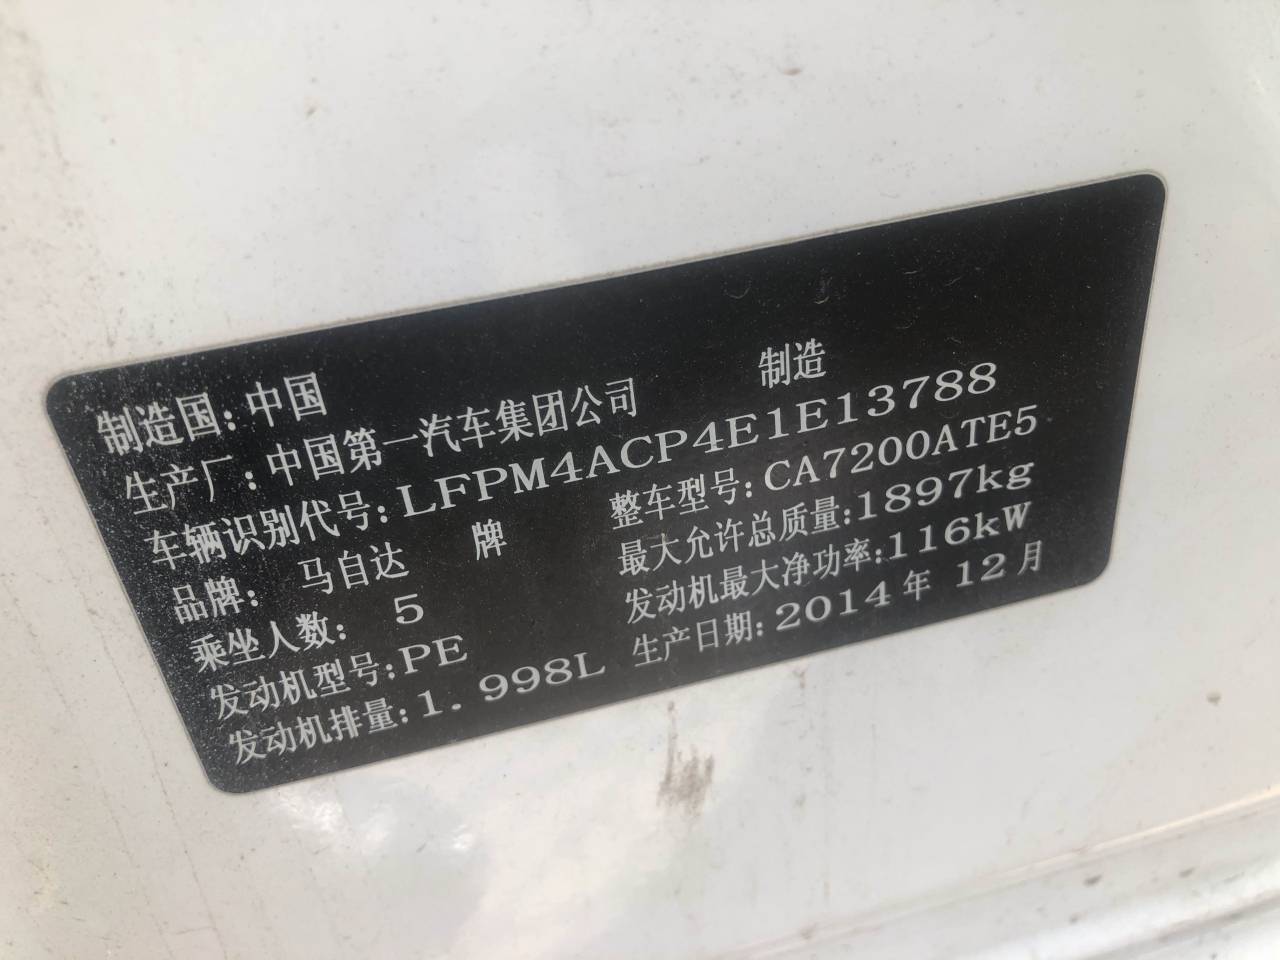 制造国:中国
生产厂:中国第一汽车集团公司 制造
车辆识别代号:LFPM4ACP4E1E13788
品牌: 马自达 牌 整车型号:CA7200ATE5
乘坐人数: 5 最大允许总质量:1897kg
发动机型号:PE 发动机最大净功率:116kW
发动机排量:1.998L 生产日期:2014年 12月